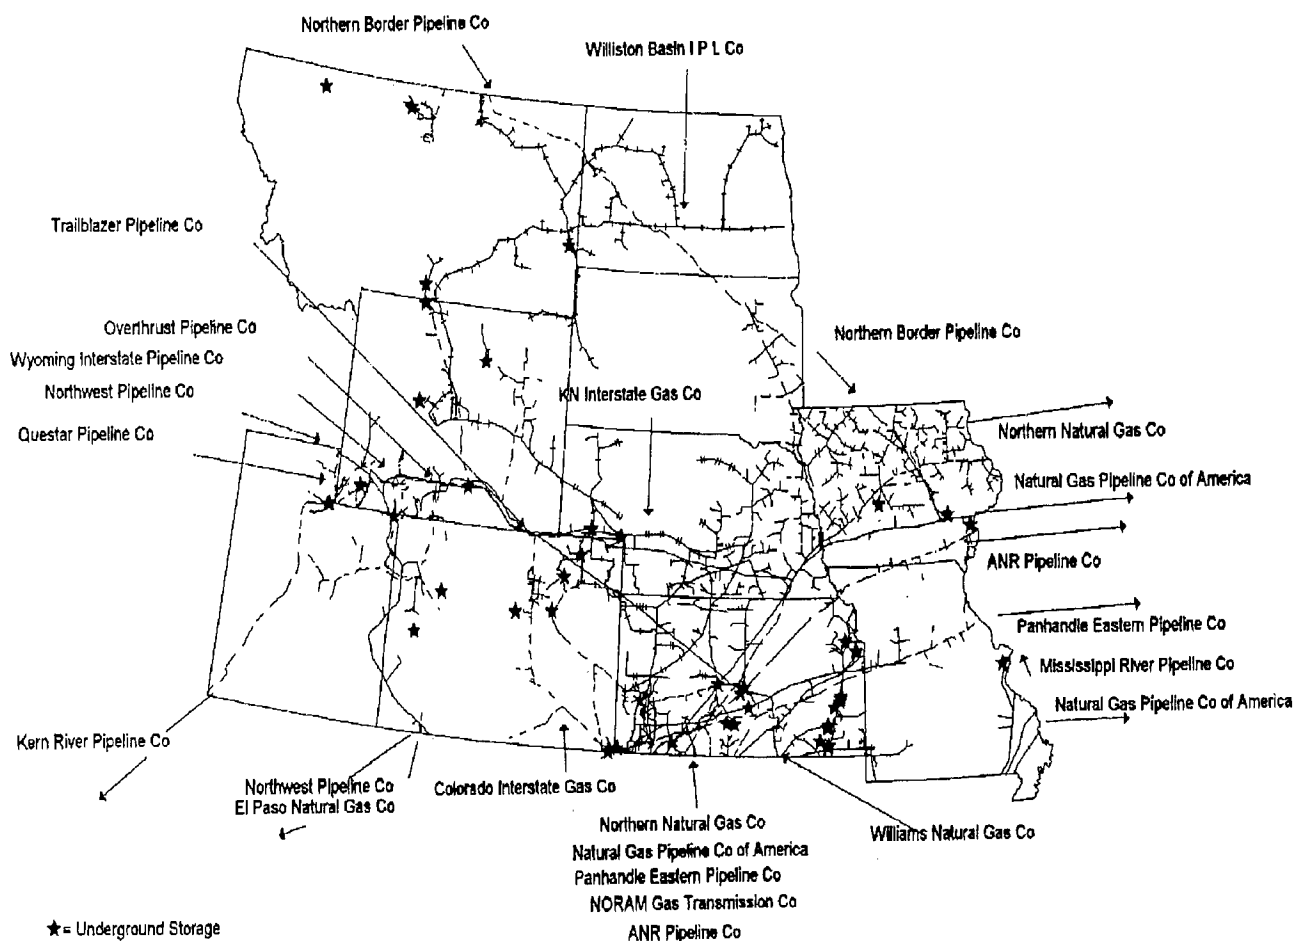 Northern Border Pipeline Co
Williston Basin I P L Co
Trailblazer Pipeline Co
Overthrust Pipeline Co
Northern Border Pipeline Co
Wyoming Interstate Pipeline Co
Northwest Pipeline Co
KN Interstate Gas Co
Questar Pipeline Co
Northern Natural Gas Co
Natural Gas Pipeline Co of America
ANR Pipeline Co
Panhandle Eastern Pipeline Co
Mississippi River Pipeline Co
Natural Gas Pipeline Co of America
Kern River Pipeline Co
Northwest Pipeline Co
El Paso Natural Gas Co
Colorado Interstate Gas Co
Northern Natural Gas Co
Natural Gas Pipeline Co of America
Panhandle Eastern Pipeline Co
NORAM Gas Transmission Co
ANR Pipeline Co
Williams Natural Gas Co
★= Underground Storage